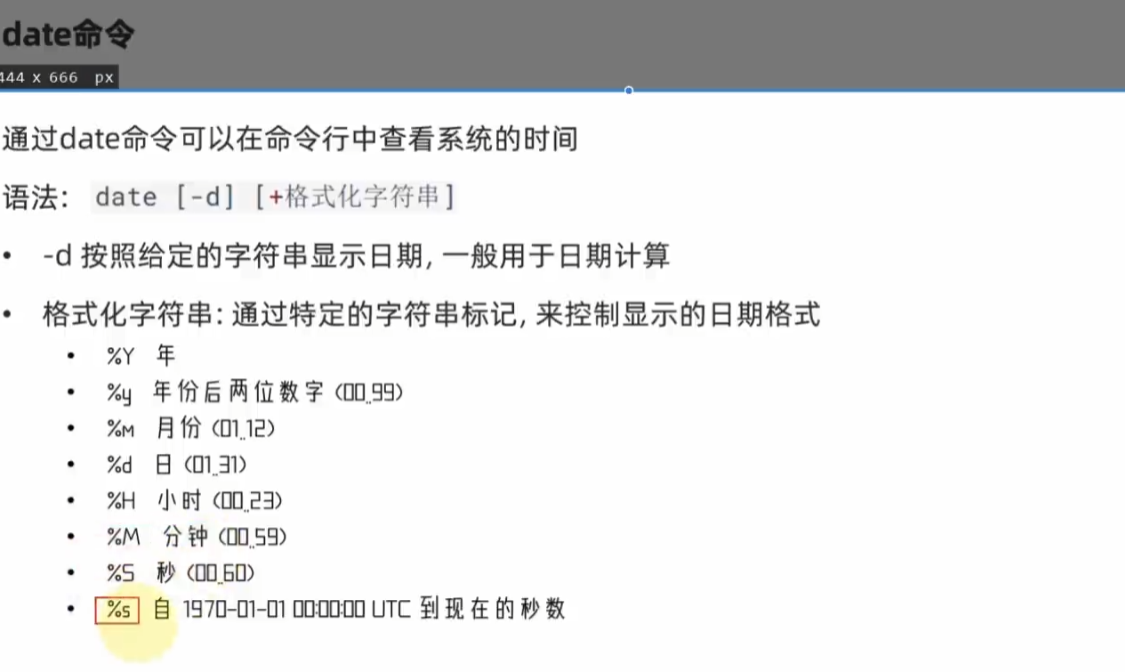 date命令
444 x 666 px
通过date命令可以在命令行中查看系统的时间
语法： date [-d] [+格式化字符串]
• -d 按照给定的字符串显示日期, 一般用于日期计算
• 格式化字符串: 通过特定的字符串标记, 来控制显示的日期格式
• %Y 年
• %y 年份后两位数字 (00..99)
• %m 月份 (01..12)
• %d 日 (01..31)
• %H 小时 (00..23)
• %M 分钟 (00..59)
• %S 秒 (00..60)
• %s 自 1970-01-01 00:00:00 UTC 到现在的秒数